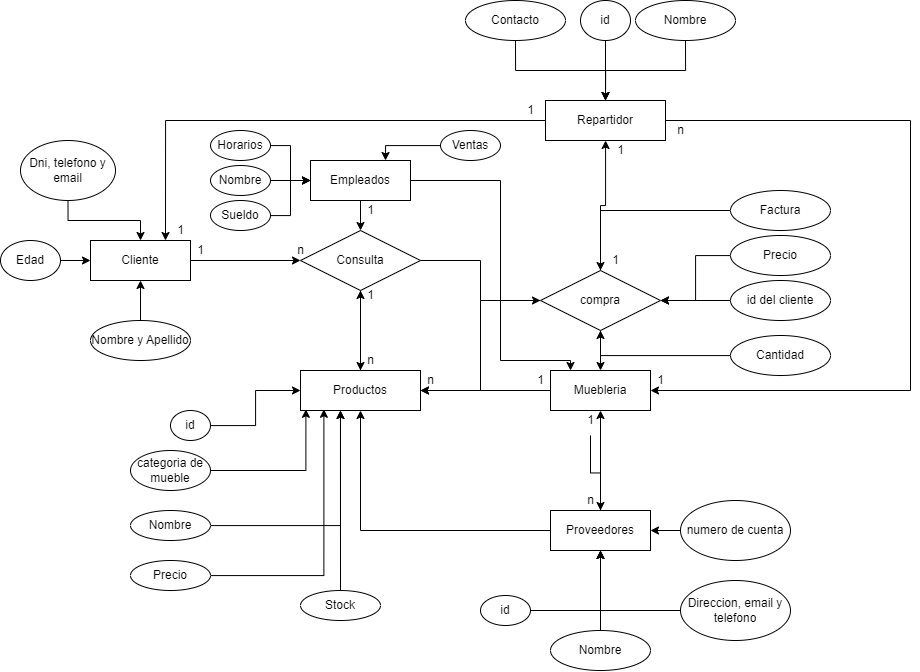 Contacto
id
Nombre
1
Repartidor
n
1
Horarios
Ventas
Dni, telefono y
email
Nombre
Empleados
Sueldo
1
Factura
1
1
n
Edad
Cliente
Consulta
1
Precio
compra
id del cliente
1
Nombre y Apellido
n
Cantidad
Productos
n
1
Muebleria
1
id
1
categoria de
mueble
n
Nombre
Proveedores
numero de cuenta
Precio
Stock
id
Direccion, email y
telefono
Nombre